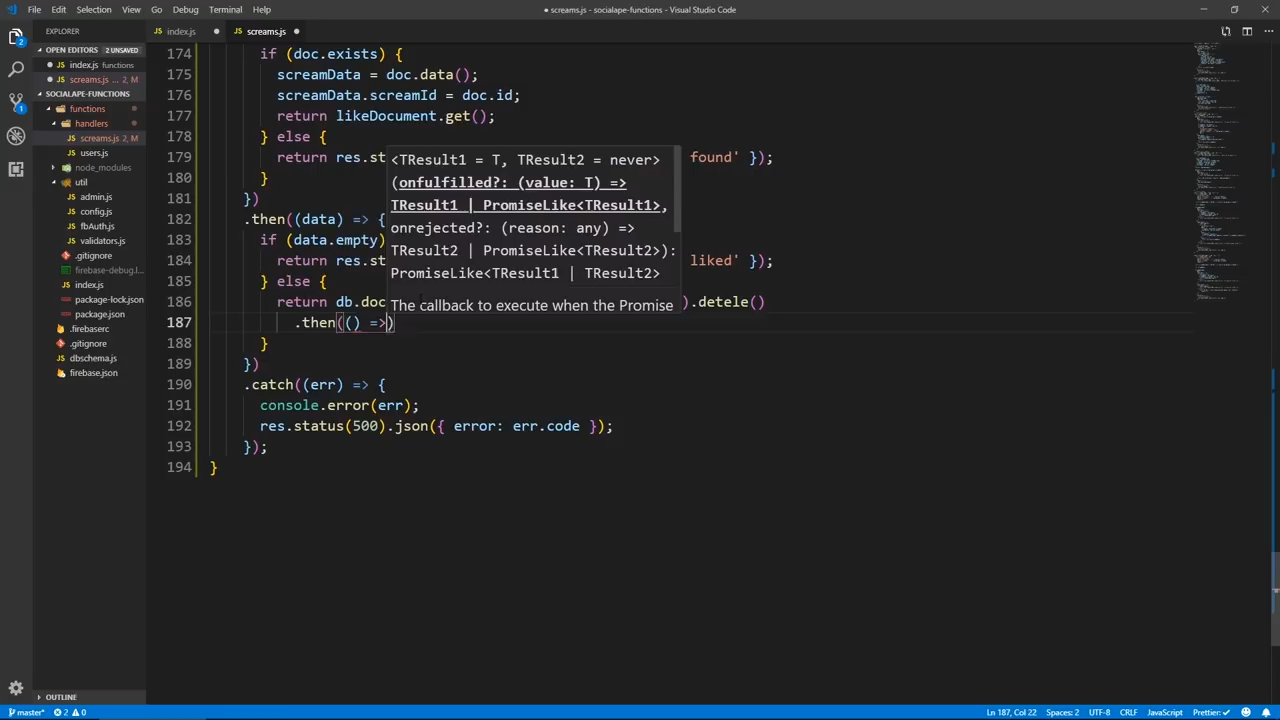 File Edit Selection View Go Debug Terminal Help
● screams.js - socialape-functions - Visual Studio Code
EXPLORER
index.js
screams.js
OPEN EDITORS 2 UNSAVED
index.js functions
screams.js ... 2, M
SOCIALAPE-FUNCTIONS
functions
handlers
screams.js 2, M
users.js
node_modules
util
admin.js
config.js
fbAuth.js
validators.js
.gitignore
firebase-debug.l...
index.js
package-lock.json
package.json
.firebaserc
.gitignore
dbschema.js
firebase.json
OUTLINE
174 if (doc.exists) {
175 screamData = doc.data();
176 screamData.screamId = doc.id;
177 return likeDocument.get();
178 } else {
179 return res.st found' });
180 }
181 })
182 .then((data) => {
183 if (data.empty)
184 return res.st liked' });
185 } else {
186 return db.doc ).detele()
187 .then(() =>)
188 }
189 })
190 .catch((err) => {
191 console.error(err);
192 res.status(500).json({ error: err.code });
193 });
194 }
<TResult1 = T, TResult2 = never>
(onfulfilled?: (value: T) =>
TResult1 | PromiseLike<TResult1>,
onrejected?: (reason: any) =>
TResult2 | PromiseLike<TResult2>):
PromiseLike<TResult1 | TResult2>
The callback to execute when the Promise
master* 2 0
Ln 187, Col 22 Spaces: 2 UTF-8 CRLF JavaScript Prettier: ✓
2
1